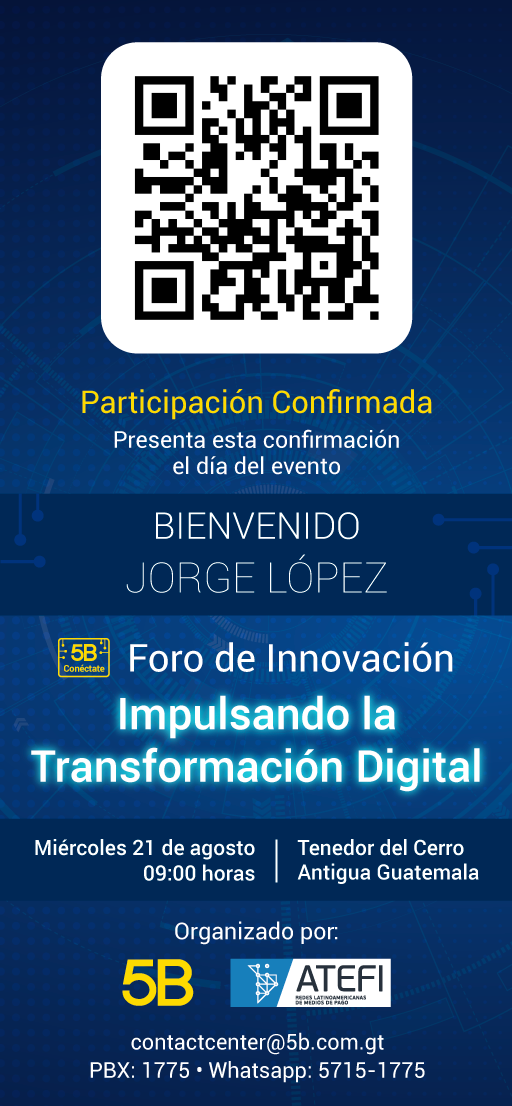 Participación Confirmada
Presenta esta confirmación
el día del evento
BIENVENIDO
JORGE LÓPEZ
5B
Conéctate
Foro de Innovación
Impulsando la
Transformación Digital
Miércoles 21 de agosto
09:00 horas
Tenedor del Cerro
Antigua Guatemala
Organizado por:
5B
ATEFI
REDES LATINOAMERICANAS
DE MEDIOS DE PAGO
contactcenter@5b.com.gt
PBX: 1775 • Whatsapp: 5715-1775